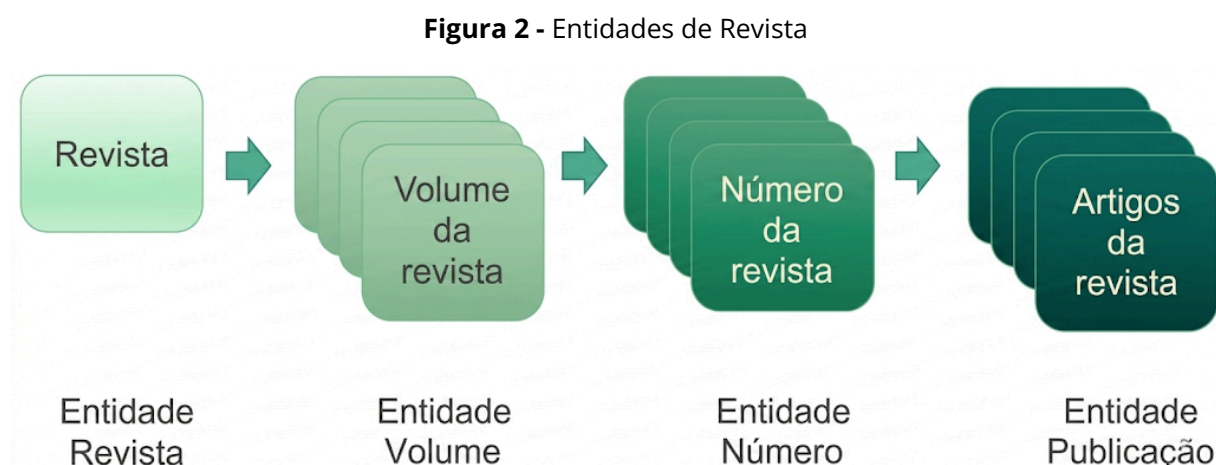 Figura 2 - Entidades de Revista
Revista
Volume
da
revista
Número
da
revista
Artigos
da
revista
Entidade
Revista
Entidade
Volume
Entidade
Número
Entidade
Publicação